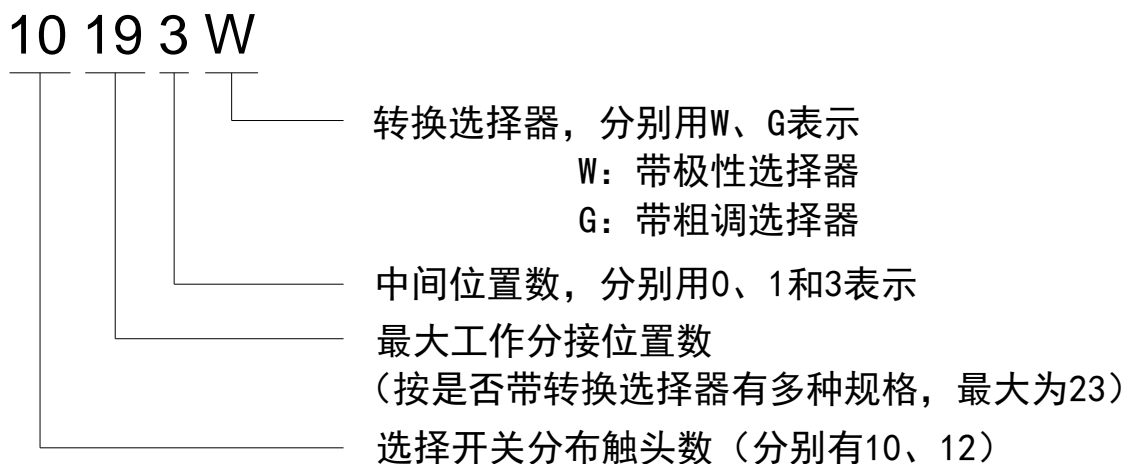 10 19 3 W
转换选择器，分别用W、G表示
W：带极性选择器
G：带粗调选择器
中间位置数，分别用0、1和3表示
最大工作分接位置数
（按是否带转换选择器有多种规格，最大为23）
选择开关分布触头数（分别有10、12）